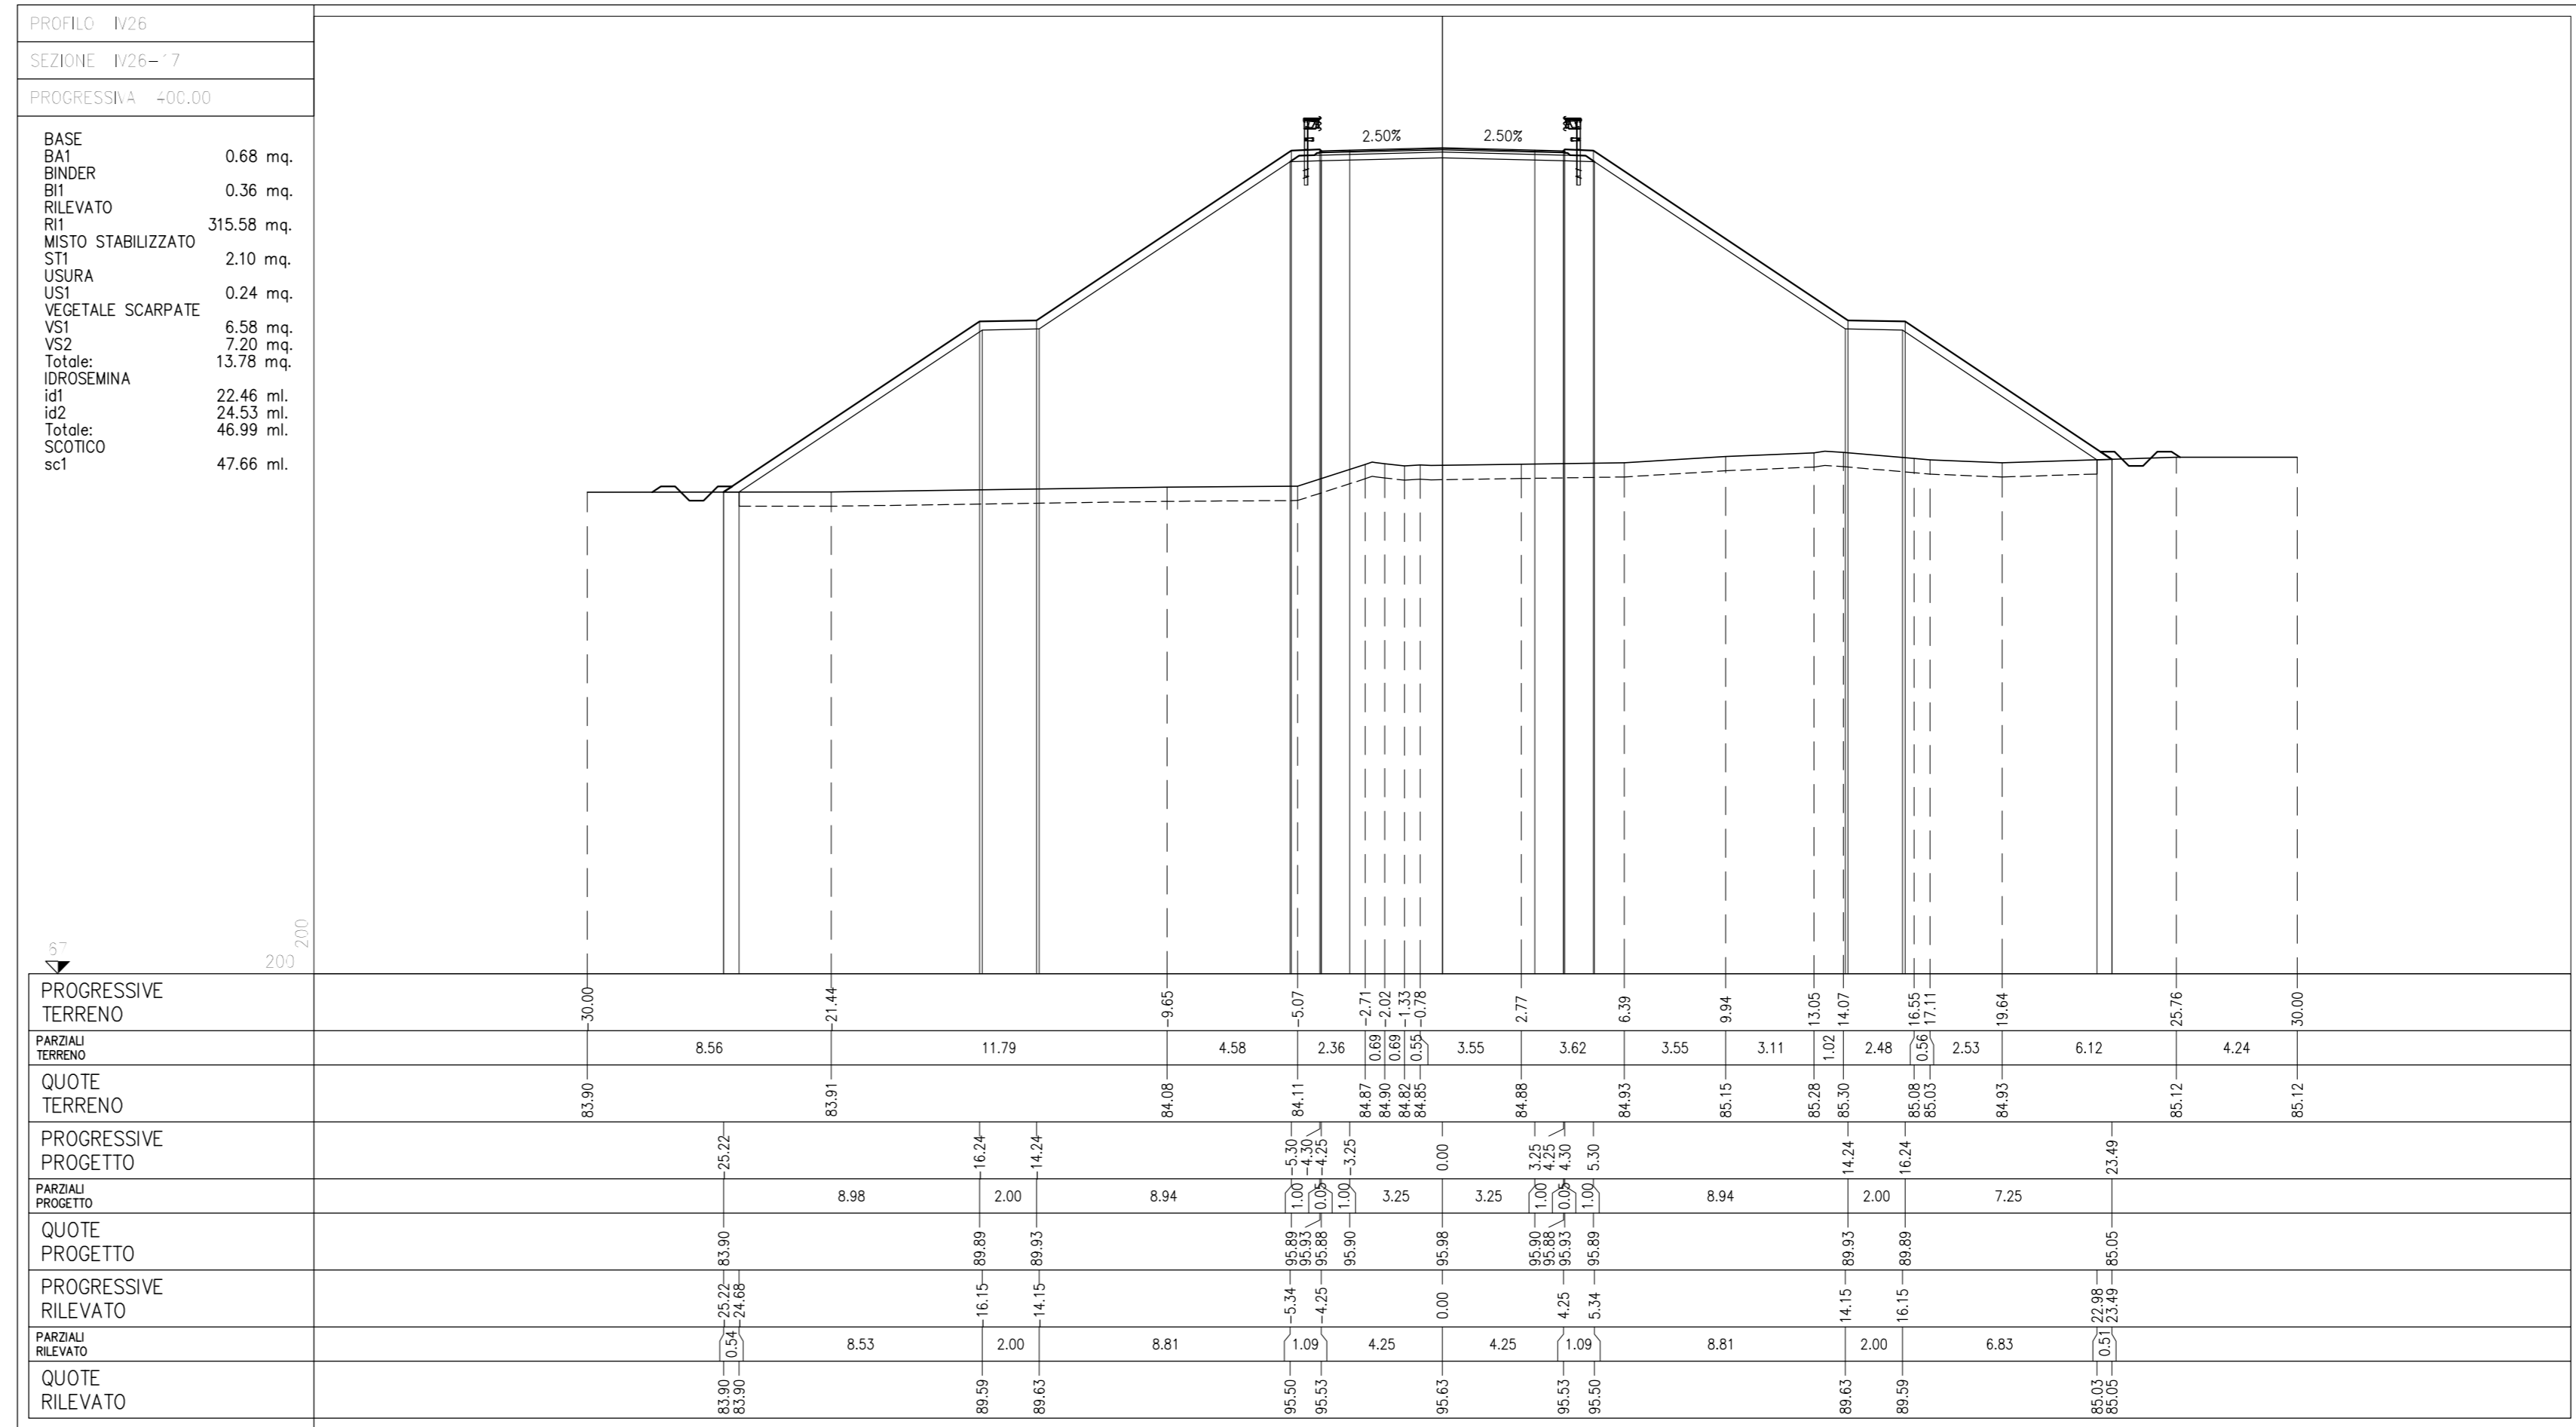 PROFILO IV26
SEZIONE IV26-17
PROGRESSIVA 400.00
BASE
BA1 0.68 mq.
BINDER
BI1 0.36 mq.
RILEVATO
RI1 315.58 mq.
MISTO STABILIZZATO
ST1 2.10 mq.
USURA
US1 0.24 mq.
VEGETALE SCARPATE
VS1 6.58 mq.
VS2 7.20 mq.
Totale: 13.78 mq.
IDROSEMINA
id1 22.46 ml.
id2 24.53 ml.
Totale: 46.99 ml.
SCOTICO
sc1 47.66 ml.
2.50% 2.50%
67
200
200
PROGRESSIVE TERRENO -30.00 -21.44 -9.65 -5.07 -2.71 -2.02 -1.33 -0.78 2.77 6.39 9.94 13.05 14.07 16.55 17.11 19.64 25.76 30.00
PARZIALI TERRENO 8.56 11.79 4.58 2.36 0.69 0.69 0.55 3.55 3.62 3.55 3.11 1.02 2.48 0.56 2.53 6.12 4.24
QUOTE TERRENO 83.90 83.91 84.08 84.11 84.87 84.90 84.82 84.85 84.88 84.93 85.15 85.28 85.30 85.08 85.03 84.93 85.12 85.12
PROGRESSIVE PROGETTO -25.22 -16.24 -14.24 -5.30 -4.30 -4.25 -3.25 0.00 3.25 4.25 4.30 5.30 14.24 16.24 23.49
PARZIALI PROGETTO 8.98 2.00 8.94 1.00 0.05 1.00 3.25 3.25 1.00 0.05 1.00 8.94 2.00 7.25
QUOTE PROGETTO 83.90 89.89 89.93 95.89 95.93 95.88 95.90 95.98 95.90 95.88 95.93 95.89 89.93 89.89 85.05
PROGRESSIVE RILEVATO -25.22 -24.68 -16.15 -14.15 -5.34 -4.25 0.00 4.25 5.34 14.15 16.15 22.98 23.49
PARZIALI RILEVATO 0.54 8.53 2.00 8.81 1.09 4.25 4.25 1.09 8.81 2.00 6.83 0.51
QUOTE RILEVATO 83.90 83.90 89.59 89.63 95.50 95.53 95.63 95.53 95.50 89.63 89.59 85.03 85.05